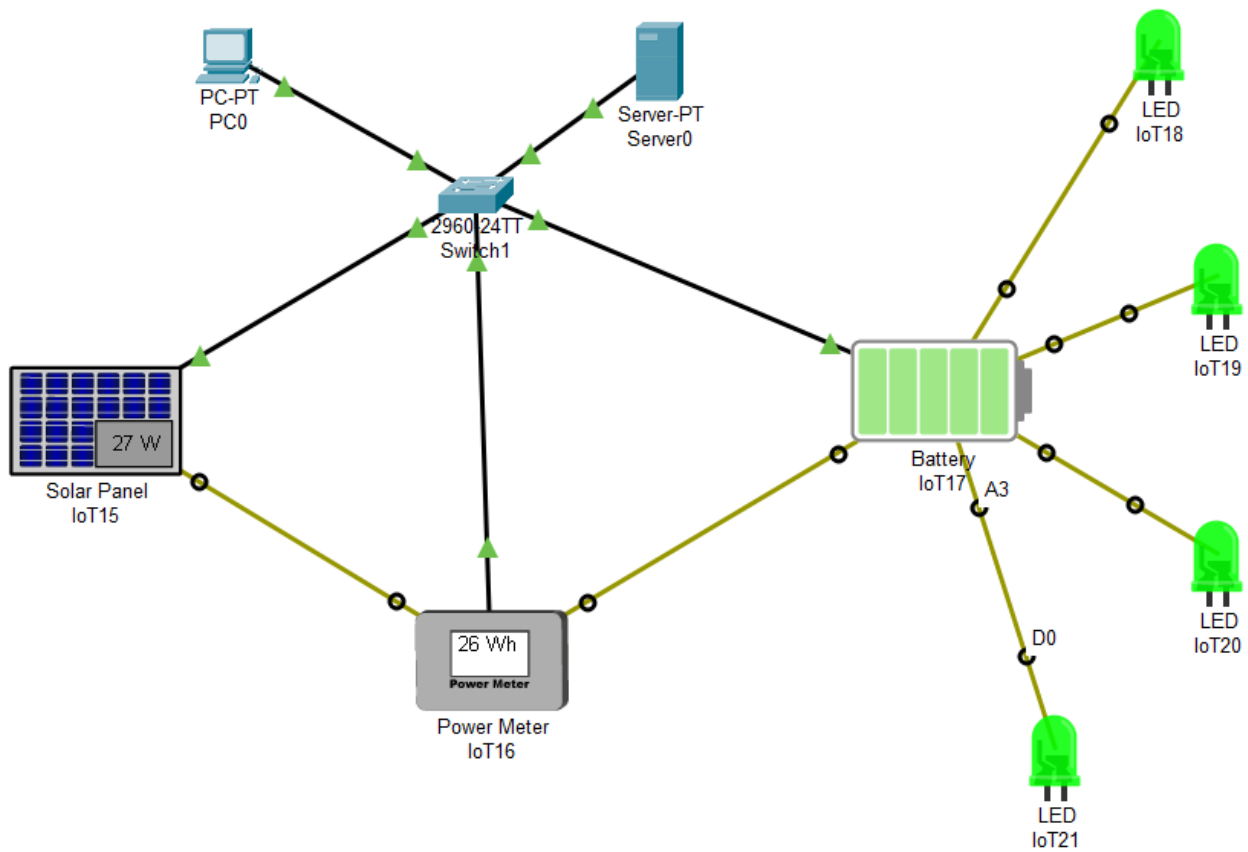 PC-PT
PC0
Server-PT
Server0
LED
IoT18
2960-24TT
Switch1
LED
IoT19
27 W
Solar Panel
IoT15
Battery
IoT17
A3
LED
IoT20
26 Wh
Power Meter
Power Meter
IoT16
D0
LED
IoT21